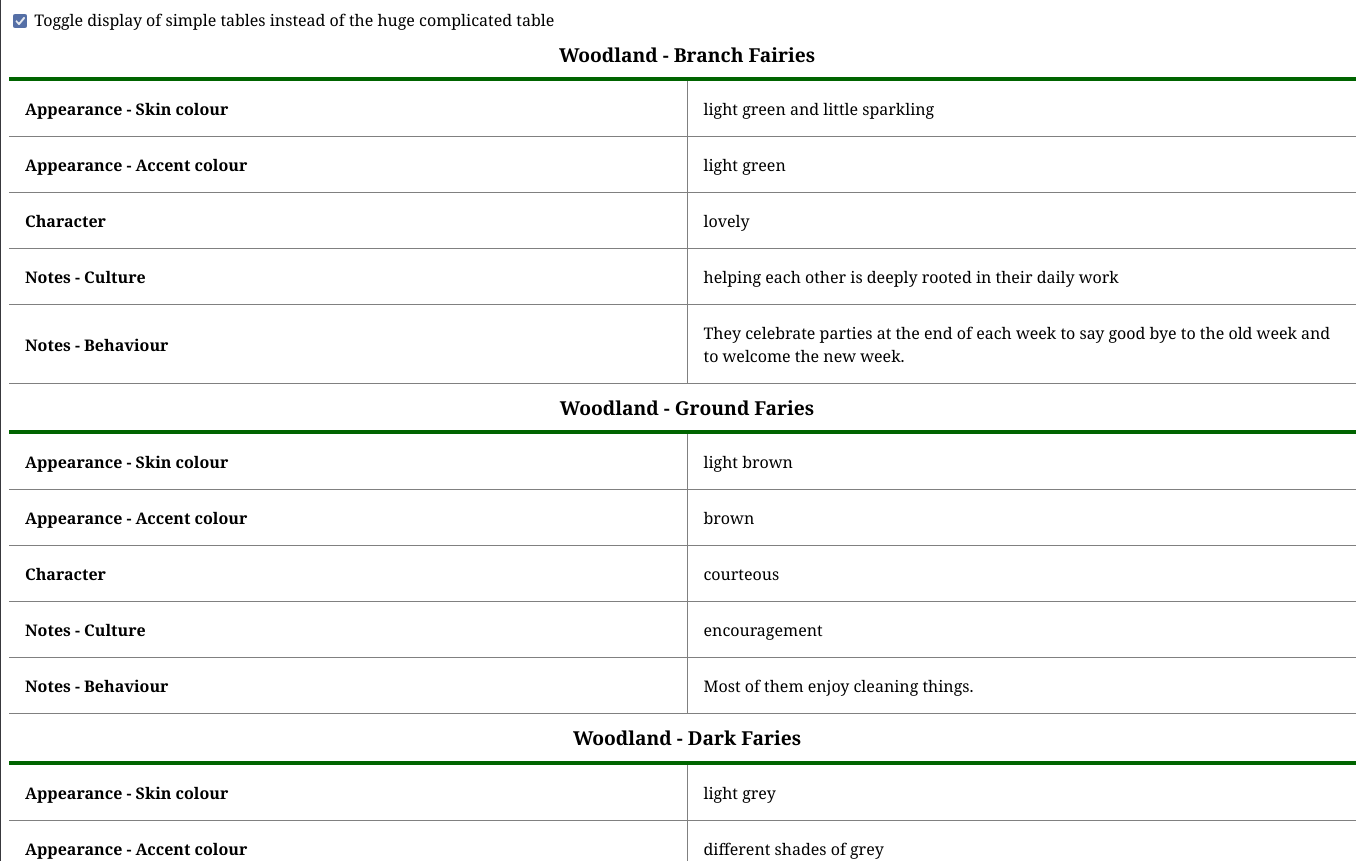 Toggle display of simple tables instead of the huge complicated table
Woodland - Branch Fairies
Appearance - Skin colour light green and little sparkling
Appearance - Accent colour light green
Character lovely
Notes - Culture helping each other is deeply rooted in their daily work
Notes - Behaviour They celebrate parties at the end of each week to say good bye to the old week and
to welcome the new week.
Woodland - Ground Faries
Appearance - Skin colour light brown
Appearance - Accent colour brown
Character courteous
Notes - Culture encouragement
Notes - Behaviour Most of them enjoy cleaning things.
Woodland - Dark Faries
Appearance - Skin colour light grey
Appearance - Accent colour different shades of grey